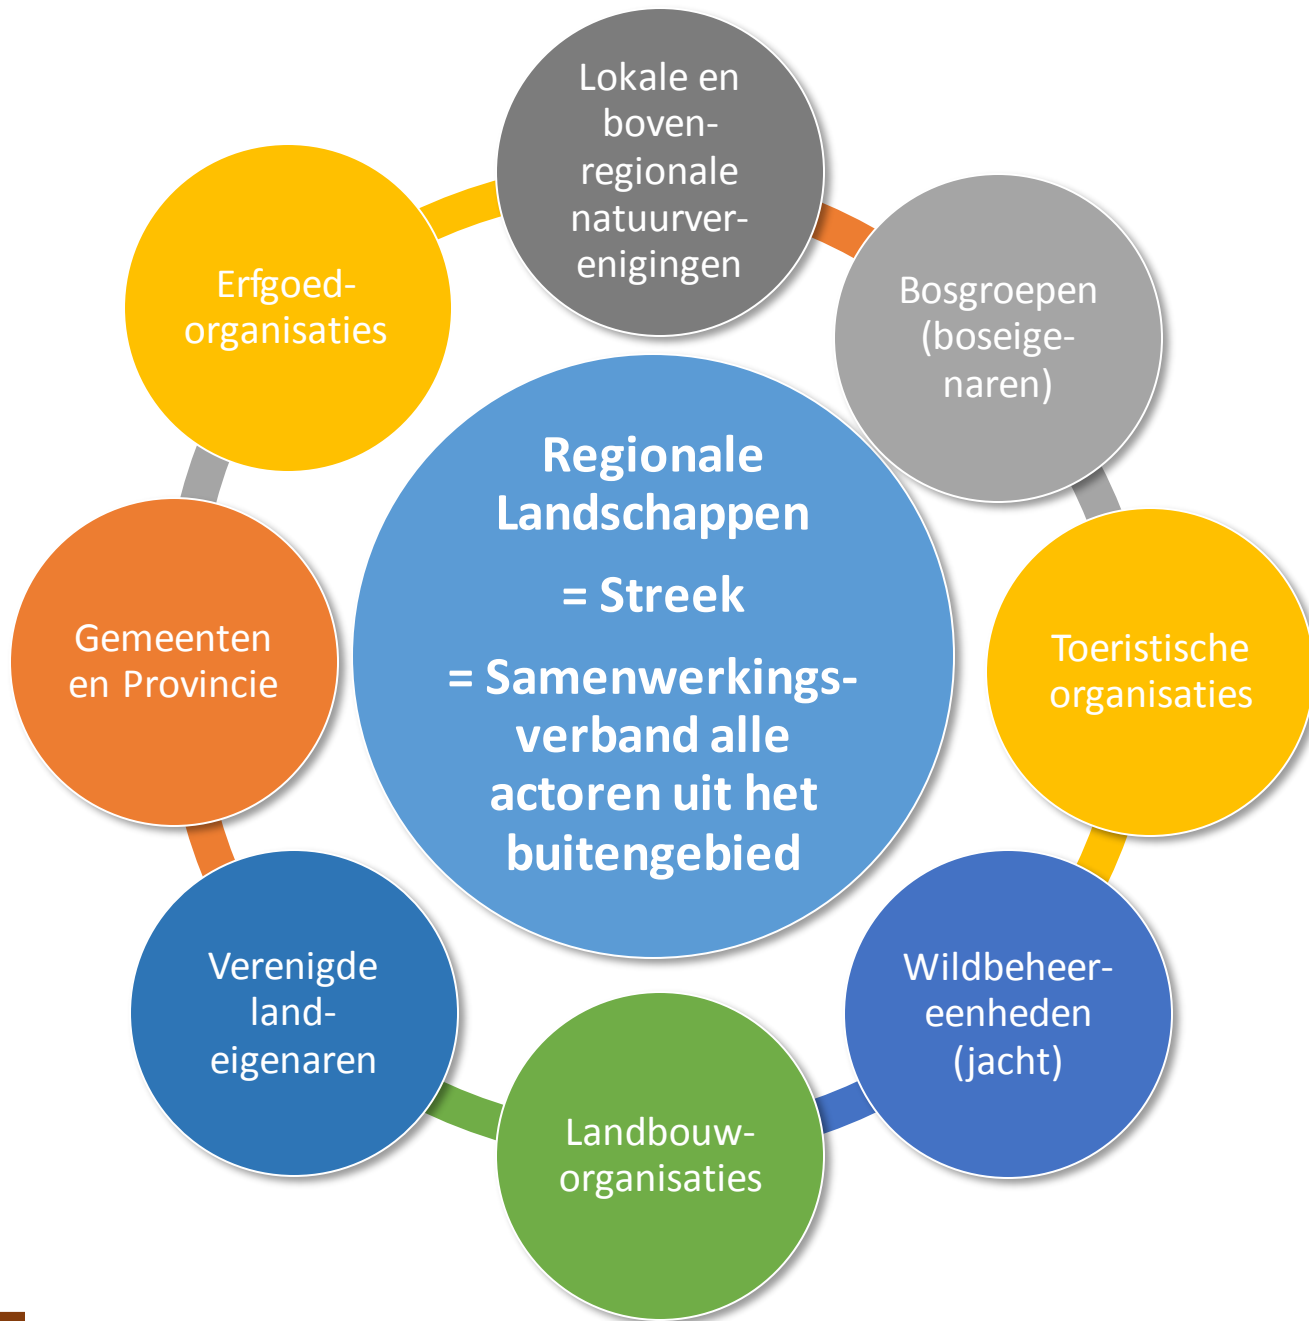 Lokale en
boven-
regionale
natuurver-
enigingen
Bosgroepen
(boseige-
naren)
Toeristische
organisaties
Wildbeheer-
eenheden
(jacht)
Landbouw-
organisaties
Verenigde
land-
eigenaren
Gemeenten
en Provincie
Erfgoed-
organisaties
Regionale
Landschappen
= Streek
= Samenwerkings-
verband alle
actoren uit het
buitengebied